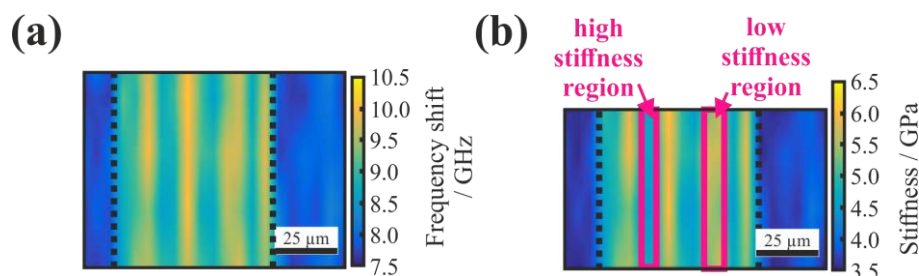 (a)
10.5
10.0
9.5
9.0
8.5
8.0
7.5
Frequency shift
/ GHz
25 µm
(b)
high
stiffness
region
low
stiffness
region
6.5
6.0
5.5
5.0
4.5
4.0
3.5
Stiffness / GPa
25 µm